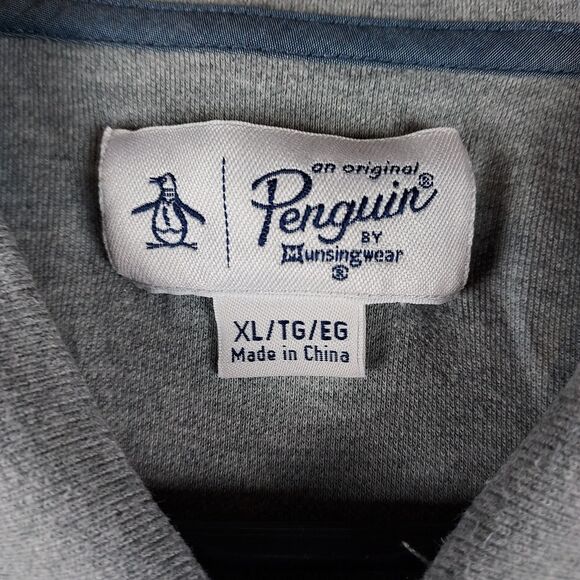 an original
Penguin®
BY
Munsingwear
®
XL/TG/EG
Made in China